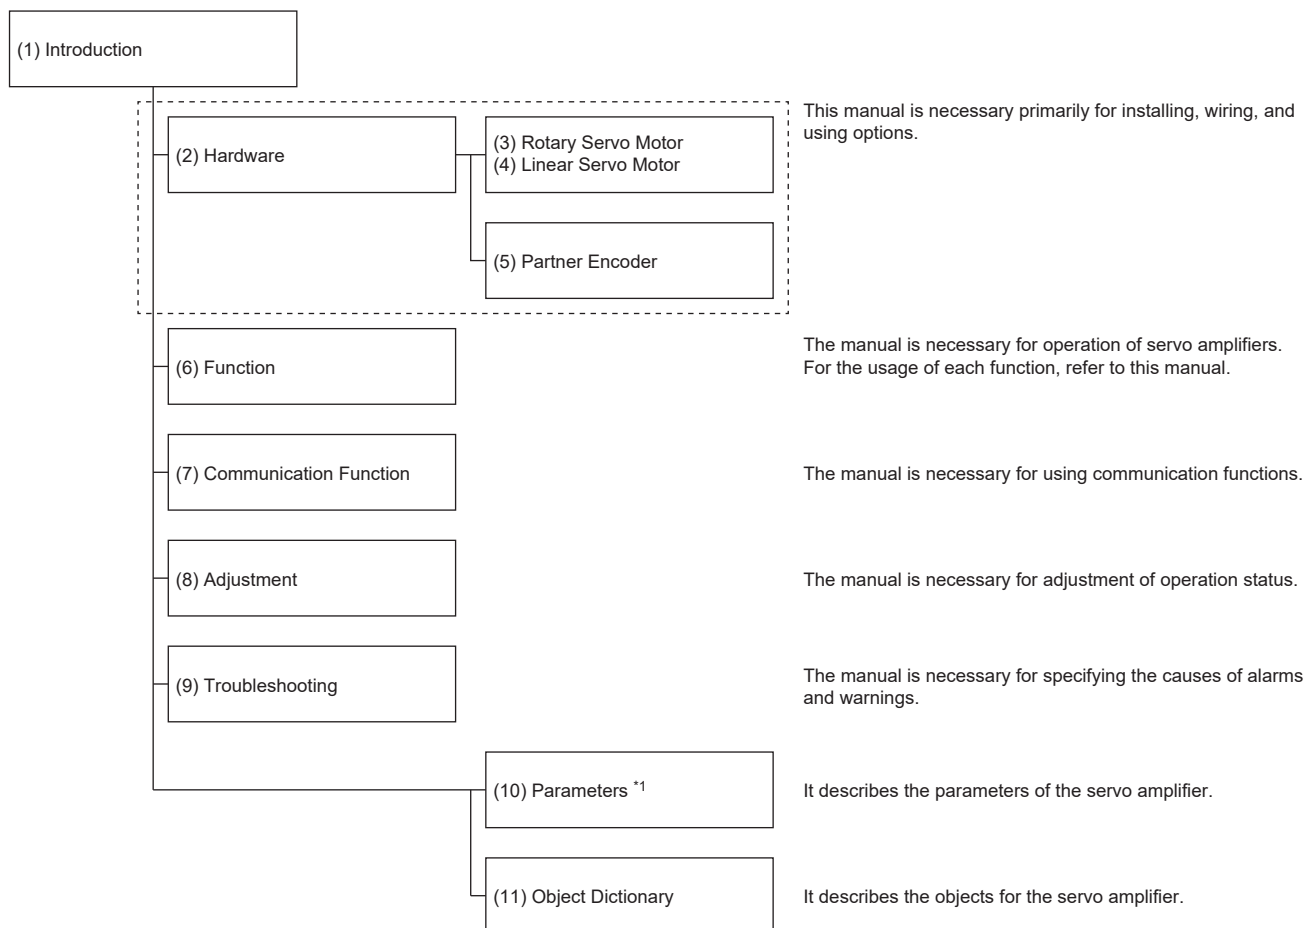 (1) Introduction
This manual is necessary primarily for installing, wiring, and
using options.
(2) Hardware
(3) Rotary Servo Motor
(4) Linear Servo Motor
(5) Partner Encoder
(6) Function
The manual is necessary for operation of servo amplifiers.
For the usage of each function, refer to this manual.
(7) Communication Function
The manual is necessary for using communication functions.
(8) Adjustment
The manual is necessary for adjustment of operation status.
(9) Troubleshooting
The manual is necessary for specifying the causes of alarms
and warnings.
(10) Parameters *1
It describes the parameters of the servo amplifier.
(11) Object Dictionary
It describes the objects for the servo amplifier.